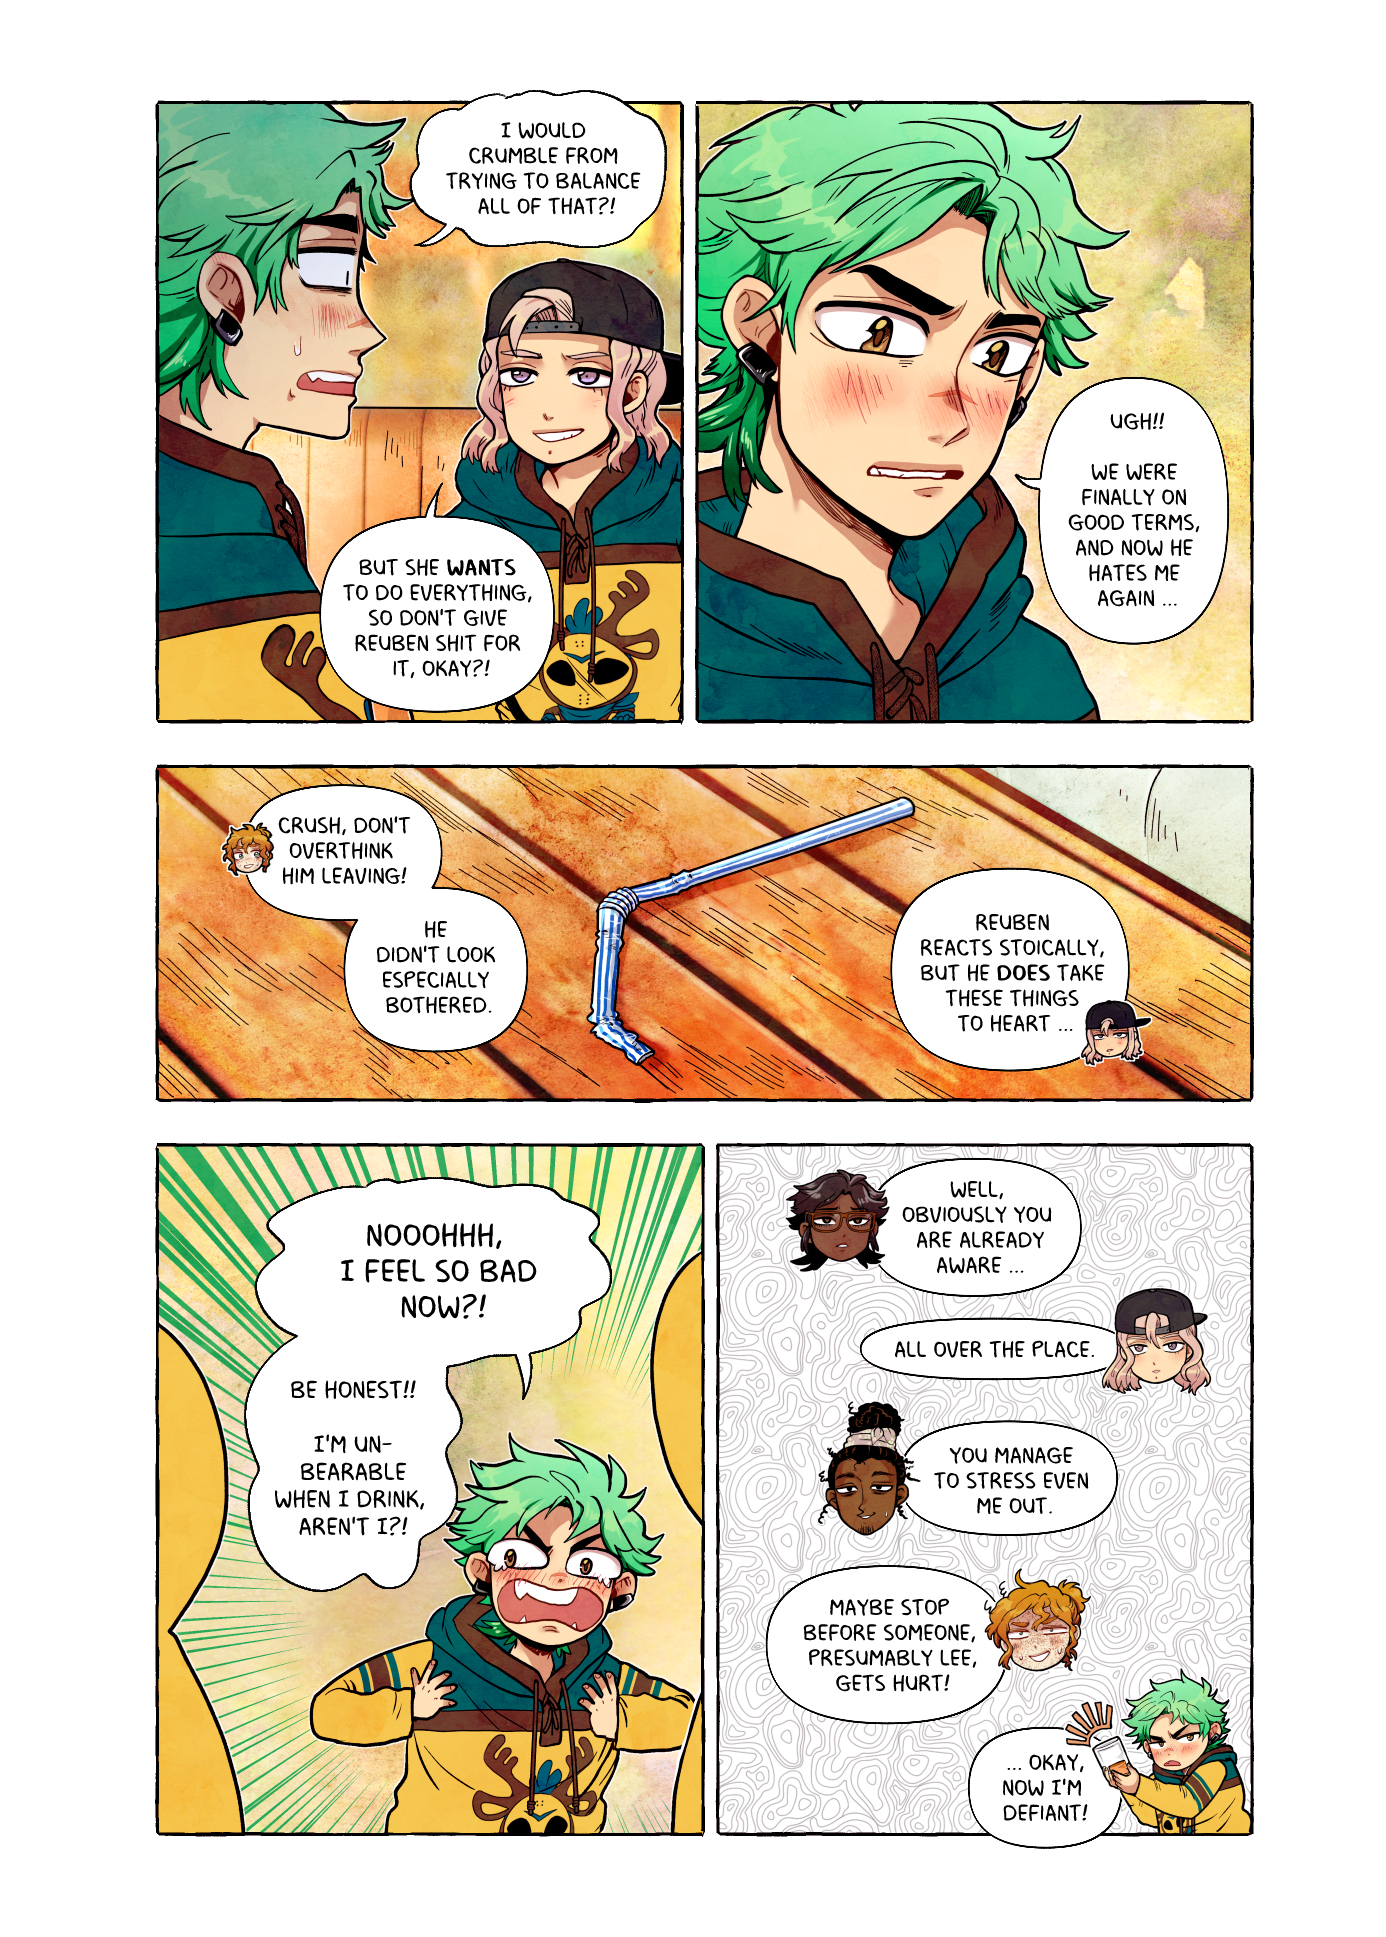 I WOULD
CRUMBLE FROM
TRYING TO BALANCE
ALL OF THAT?!
BUT SHE WANTS
TO DO EVERYTHING,
SO DON'T GIVE
REUBEN SHIT FOR
IT, OKAY?!
UGH!!
WE WERE
FINALLY ON
GOOD TERMS,
AND NOW HE
HATES ME
AGAIN ...
CRUSH, DON'T
OVERTHINK
HIM LEAVING!
HE
DIDN'T LOOK
ESPECIALLY
BOTHERED.
REUBEN
REACTS STOICALLY,
BUT HE DOES TAKE
THESE THINGS
TO HEART ...
NOOOHHH,
I FEEL SO BAD
NOW?!
BE HONEST!!
I'M UN-
BEARABLE
WHEN I DRINK,
AREN'T I?!
WELL,
OBVIOUSLY YOU
ARE ALREADY
AWARE ...
ALL OVER THE PLACE.
YOU MANAGE
TO STRESS EVEN
ME OUT.
MAYBE STOP
BEFORE SOMEONE,
PRESUMABLY LEE,
GETS HURT!
... OKAY,
NOW I'M
DEFIANT!